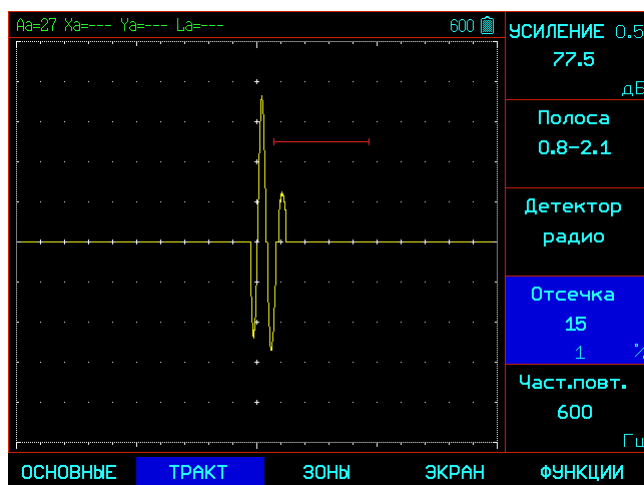 Aa=27 Xa=--- Ya=--- La=---
600
УСИЛЕНИЕ 0.5
77.5
дБ
Полоса
0.8-2.1
Детектор
радио
Отсечка
15
1 %
Част.повт.
600
Гц
ОСНОВНЫЕ ТРАКТ ЗОНЫ ЭКРАН ФУНКЦИИ